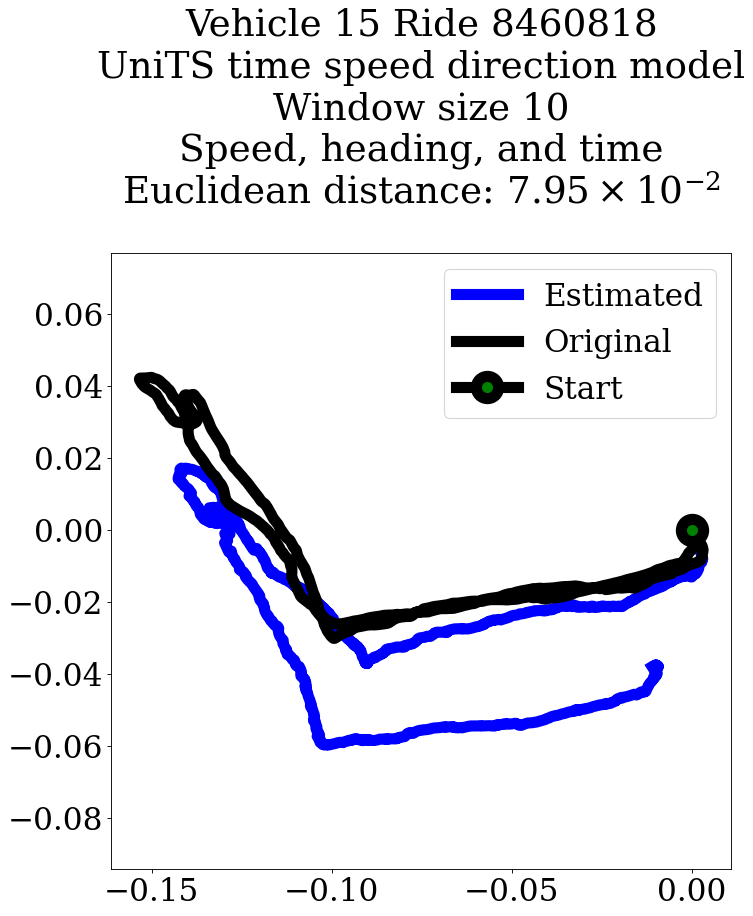 Vehicle 15 Ride 8460818
UniTS time speed direction model
Window size 10
Speed, heading, and time
Euclidean distance: 7.95 × 10⁻²
Estimated
Original
Start
0.06
0.04
0.02
0.00
−0.02
−0.04
−0.06
−0.08
−0.15
−0.10
−0.05
0.00